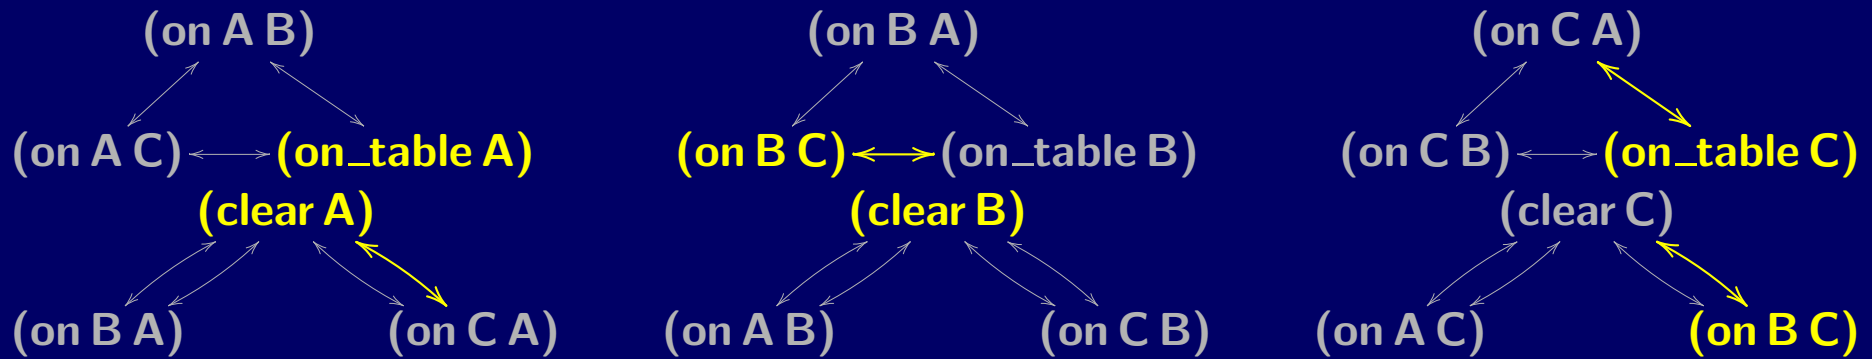 (on A B) (on B A) (on C A)
(on A C) (on_table A) (on B C) (on_table B) (on C B) (on_table C)
(clear A) (clear B) (clear C)
(on B A) (on C A) (on A B) (on C B) (on A C) (on B C)